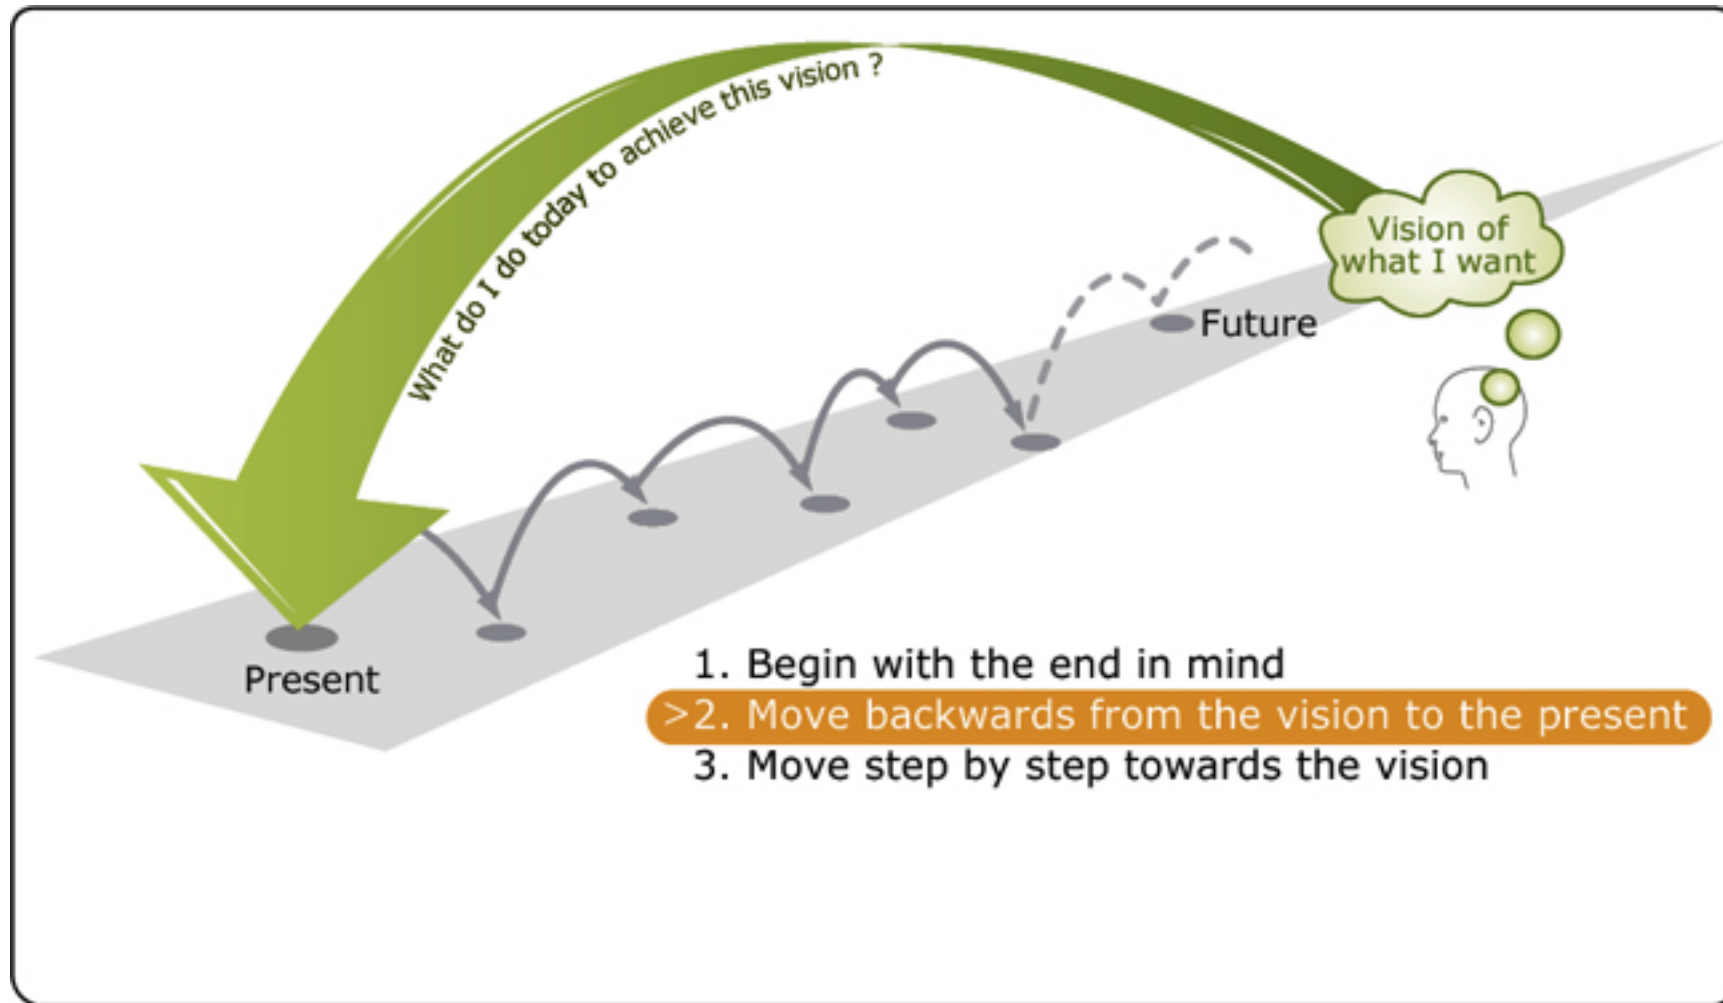 What do I do today to achieve this vision ?
Vision of
what I want
Future
Present
1. Begin with the end in mind
>2. Move backwards from the vision to the present
3. Move step by step towards the vision